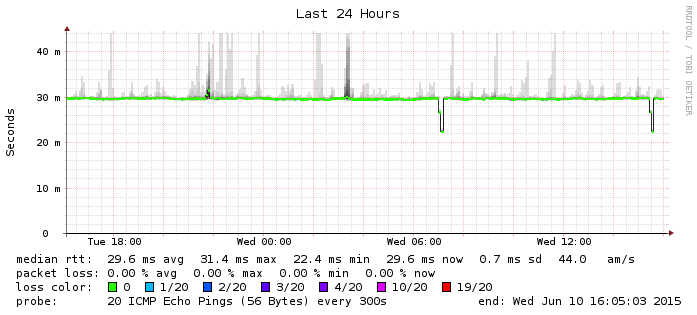 Last 24 Hours
RRDTOOL / TOBI OETIKER
Seconds
40 m
30 m
20 m
10 m
0
Tue 18:00 Wed 00:00 Wed 06:00 Wed 12:00
median rtt: 29.6 ms avg 31.4 ms max 22.4 ms min 29.6 ms now 0.7 ms sd 44.0 am/s
packet loss: 0.00 % avg 0.00 % max 0.00 % min 0.00 % now
loss color: 0 1/20 2/20 3/20 4/20 10/20 19/20
probe: 20 ICMP Echo Pings (56 Bytes) every 300s end: Wed Jun 10 16:05:03 2015